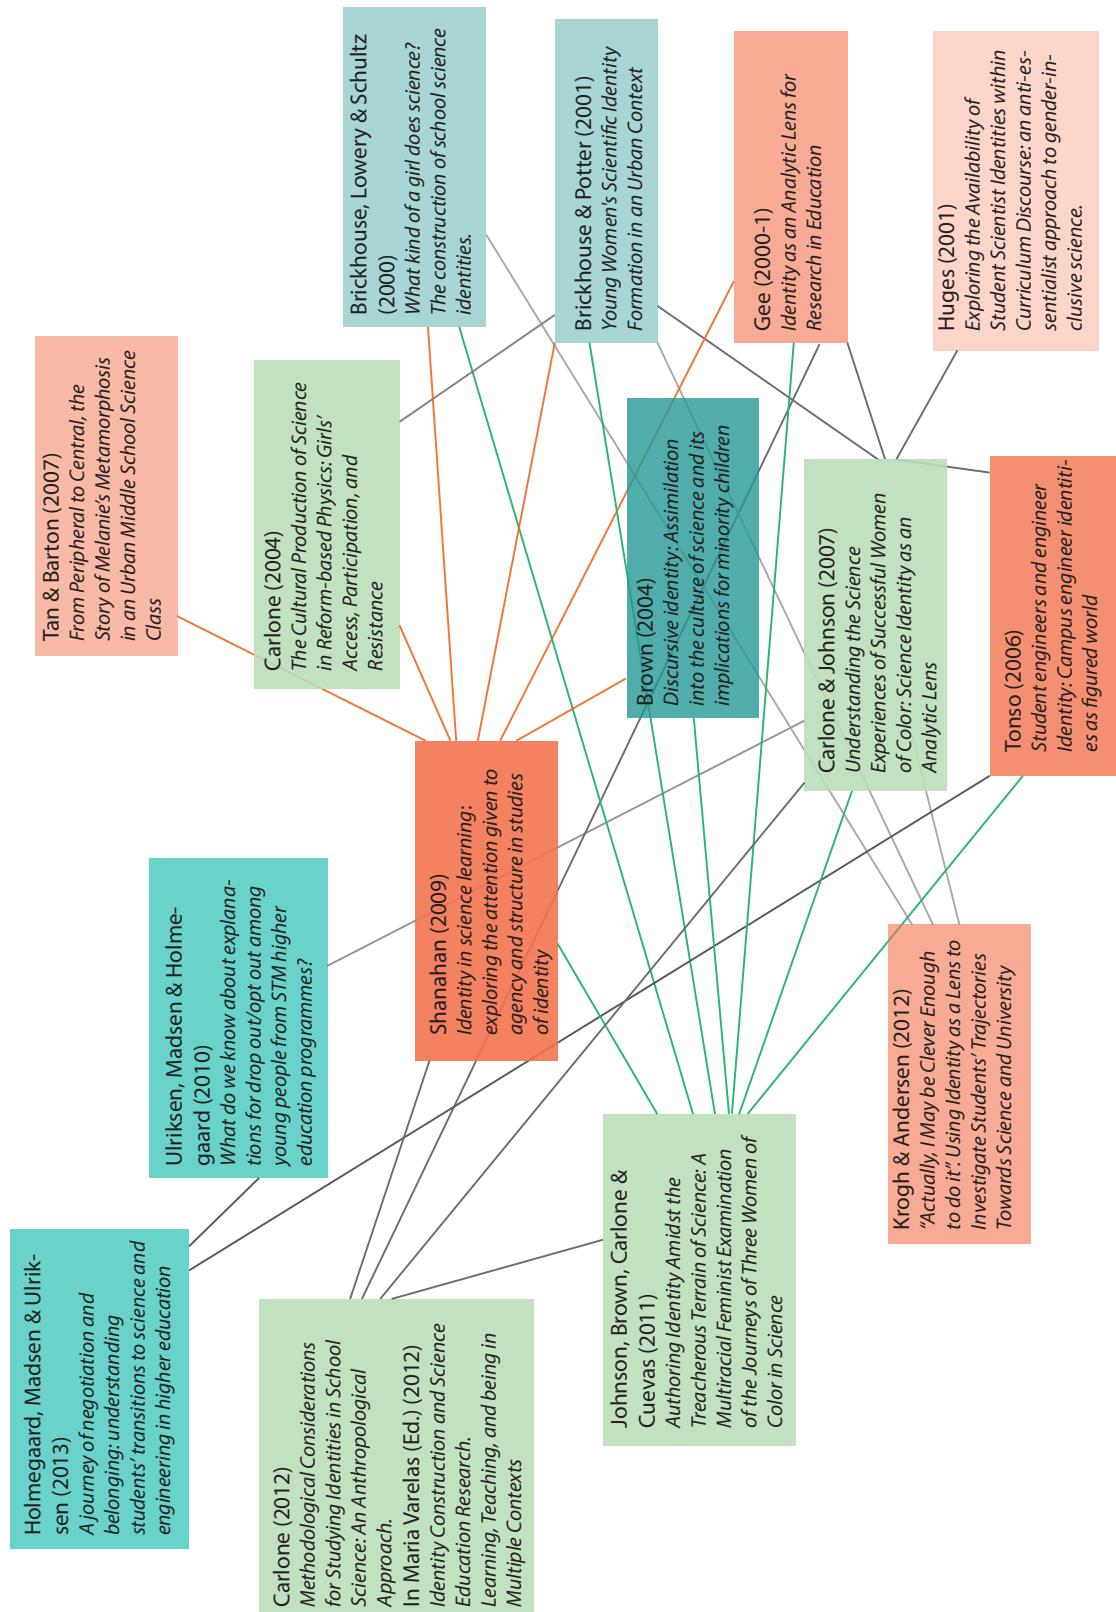 Holmegaard, Madsen & Ulrik-
sen (2013)
A journey of negotiation and
belonging: understanding
students’ transitions to science and
engineering in higher education
Ulriksen, Madsen & Holme-
gaard (2010)
What do we know about explana-
tions for drop out/opt out among
young people from STM higher
education programmes?
Tan & Barton (2007)
From Peripheral to Central, the
Story of Melanie’s Metamorphosis
in an Urban Middle School Science
Class
Carlone (2012)
Methodological Considerations
for Studying Identities in School
Science: An Anthropological
Approach.
In Maria Varelas (Ed.) (2012)
Identity Construction and Science
Education Research.
Learning, Teaching, and being in
Multiple Contexts
Carlone (2004)
The Cultural Production of Science
in Reform-based Physics: Girls’
Access, Participation, and
Resistance
Brickhouse, Lowery & Schultz
(2000)
What kind of a girl does science?
The construction of school science
identities.
Shanahan (2009)
Identity in science learning:
exploring the attention given to
agency and structure in studies
of identity
Brickhouse & Potter (2001)
Young Women’s Scientific Identity
Formation in an Urban Context
Johnson, Brown, Carlone &
Cuevas (2011)
Authoring Identity Amidst the
Treacherous Terrain of Science: A
Multiracial Feminist Examination
of the Journeys of Three Women of
Color in Science
Brown (2004)
Discursive identity: Assimilation
into the culture of science and its
implications for minority children
Gee (2000-1)
Identity as an Analytic Lens for
Research in Education
Carlone & Johnson (2007)
Understanding the Science
Experiences of Successful Women
of Color: Science Identity as an
Analytic Lens
Krogh & Andersen (2012)
“Actually, I May be Clever Enough
to do it”. Using Identity as a Lens to
Investigate Students’ Trajectories
Towards Science and University
Huges (2001)
Exploring the Availability of
Student Scientist Identities within
Curriculum Discourse: an anti-es-
sentialist approach to gender-in-
clusive science.
Tonso (2006)
Student engineers and engineer
Identity: Campus engineer identiti-
es as figured world